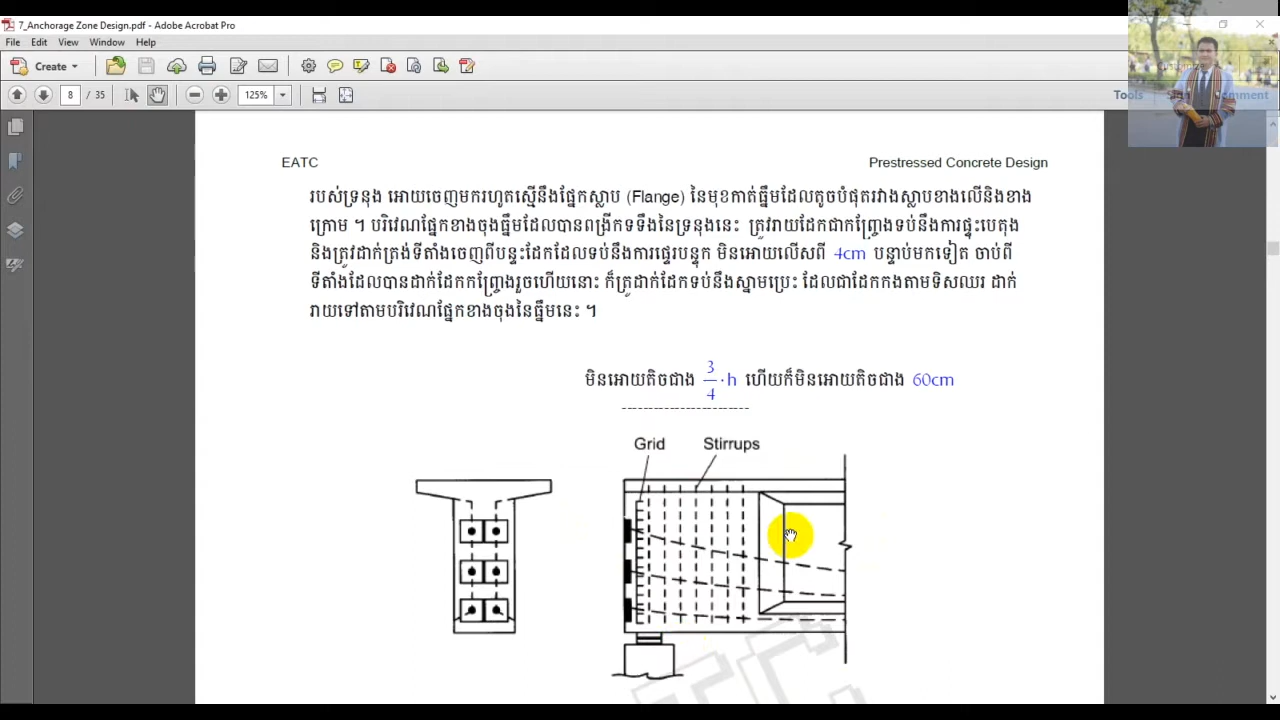 7_Anchorage Zone Design.pdf - Adobe Acrobat Pro
File Edit View Window Help
Create
8 / 35 125% Tools Comment
EATC Prestressed Concrete Design
របស់ទ្រនុង អោយចេញមករហូតស្មើនឹងផ្នែកស្លាប (Flange) នៃមុខកាត់ធ្នឹមដែលតូចបំផុតរវាងស្លាបខាងលើនិងខាង
ក្រោម ។ បរិវេណផ្នែកខាងចុងធ្នឹមដែលបានពង្រីកទទឹងនៃទ្រនុងនេះ ត្រូវរាយដែកជាកញ្ច្រែងទប់នឹងការផ្ទុះបេតុង
និងត្រូវដាក់ត្រង់ទីតាំងចេញពីបន្ទះដែកដែលទប់នឹងការផ្ទេរបន្ទុក មិនអោយលើសពី 4cm បន្ទាប់មកទៀត ចាប់ពី
ទីតាំងដែលបានដាក់ដែកកញ្ច្រែងរួចហើយនោះ ក៏ត្រូវដាក់ដែកទប់នឹងស្នាមប្រេះ ដែលជាដែកកងតាមទិសឈរ ដាក់
រាយទៅតាមបរិវេណផ្នែកខាងចុងនៃធ្នឹមនេះ ។
មិនអោយតិចជាង 3/4 · h ហើយក៏មិនអោយតិចជាង 60cm
Grid Stirrups